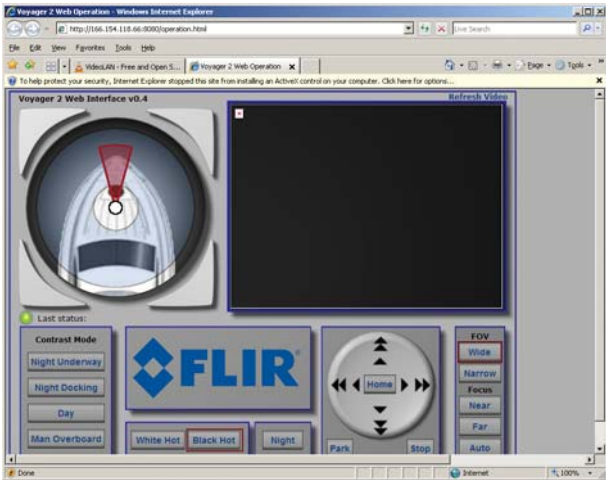 Voyager 2 Web Operation - Windows Internet Explorer
http://166.154.118.66:8080/operation.html
Live Search
File Edit View Favorites Tools Help
VideoLAN - Free and Open S...
Voyager 2 Web Operation
Page
Tools
To help protect your security, Internet Explorer stopped this site from installing an ActiveX control on your computer. Click here for options...
Voyager 2 Web Interface v0.4
Refresh Video
Last status:
Contrast Mode
Night Underway
Night Docking
Day
Man Overboard
FLIR
White Hot
Black Hot
Night
Home
Park
Stop
FOV
Wide
Narrow
Focus
Near
Far
Auto
Done
Internet
100%